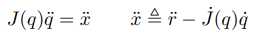 J(q)q̈ = ẍ  ẍ ≜ r̈ − J̇(q)q̇